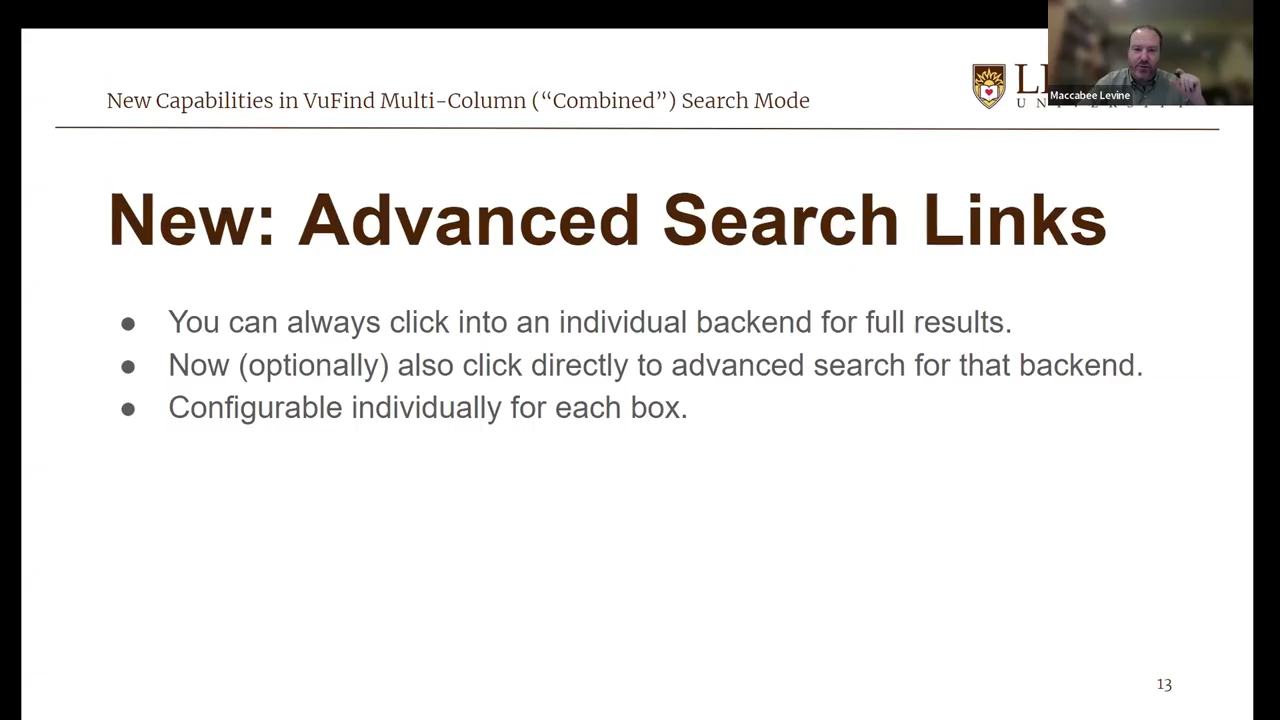 New Capabilities in VuFind Multi-Column (“Combined”) Search Mode
Maccabee Levine
New: Advanced Search Links
● You can always click into an individual backend for full results.
● Now (optionally) also click directly to advanced search for that backend.
● Configurable individually for each box.
13